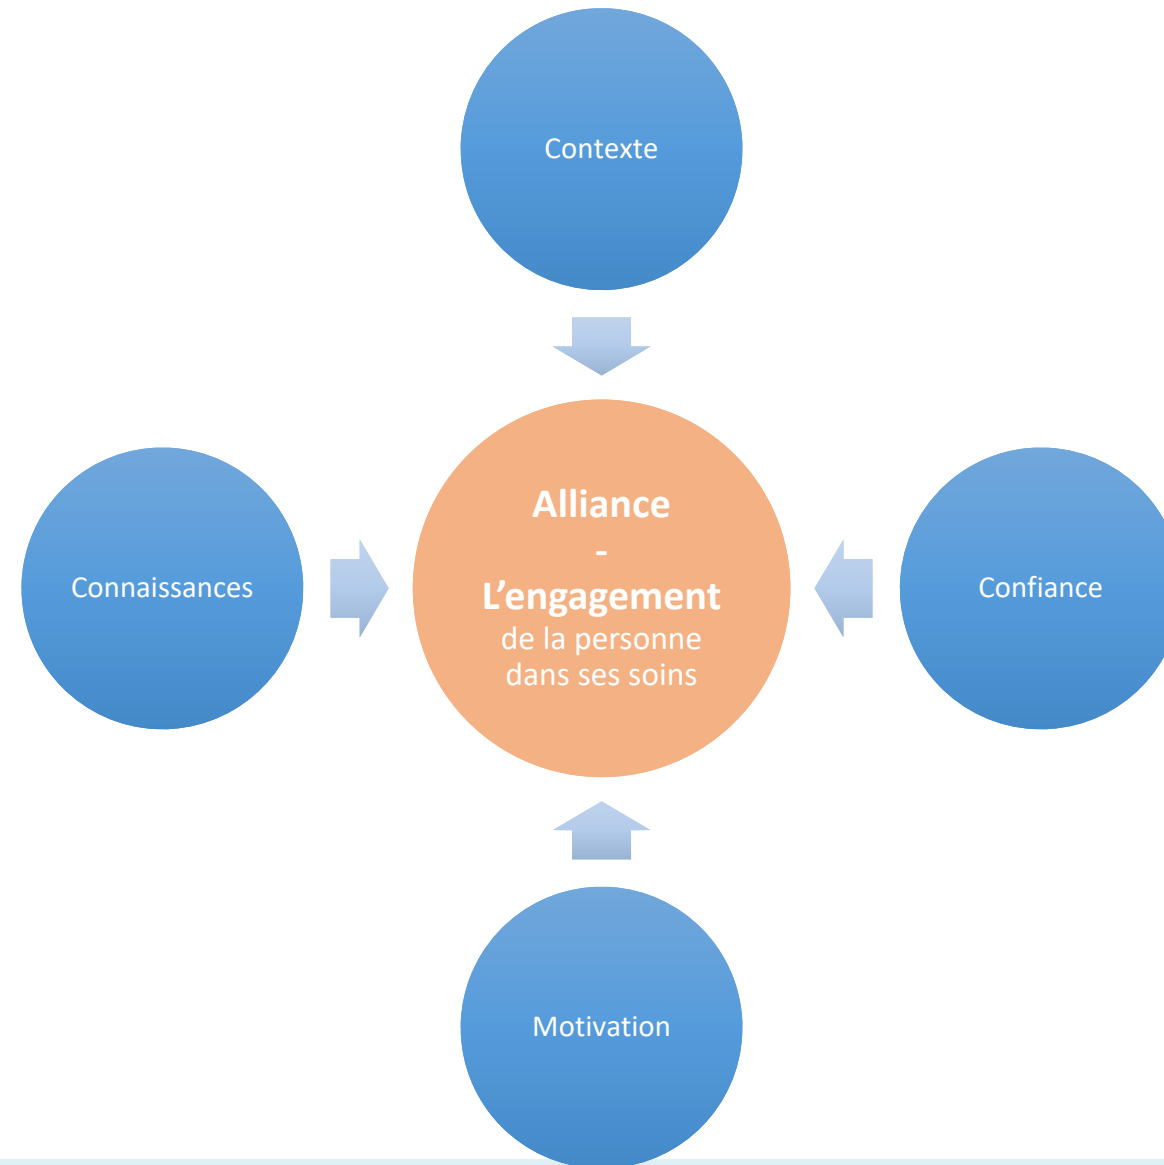 Contexte
Alliance
-
L’engagement
de la personne
dans ses soins
Connaissances
Confiance
Motivation